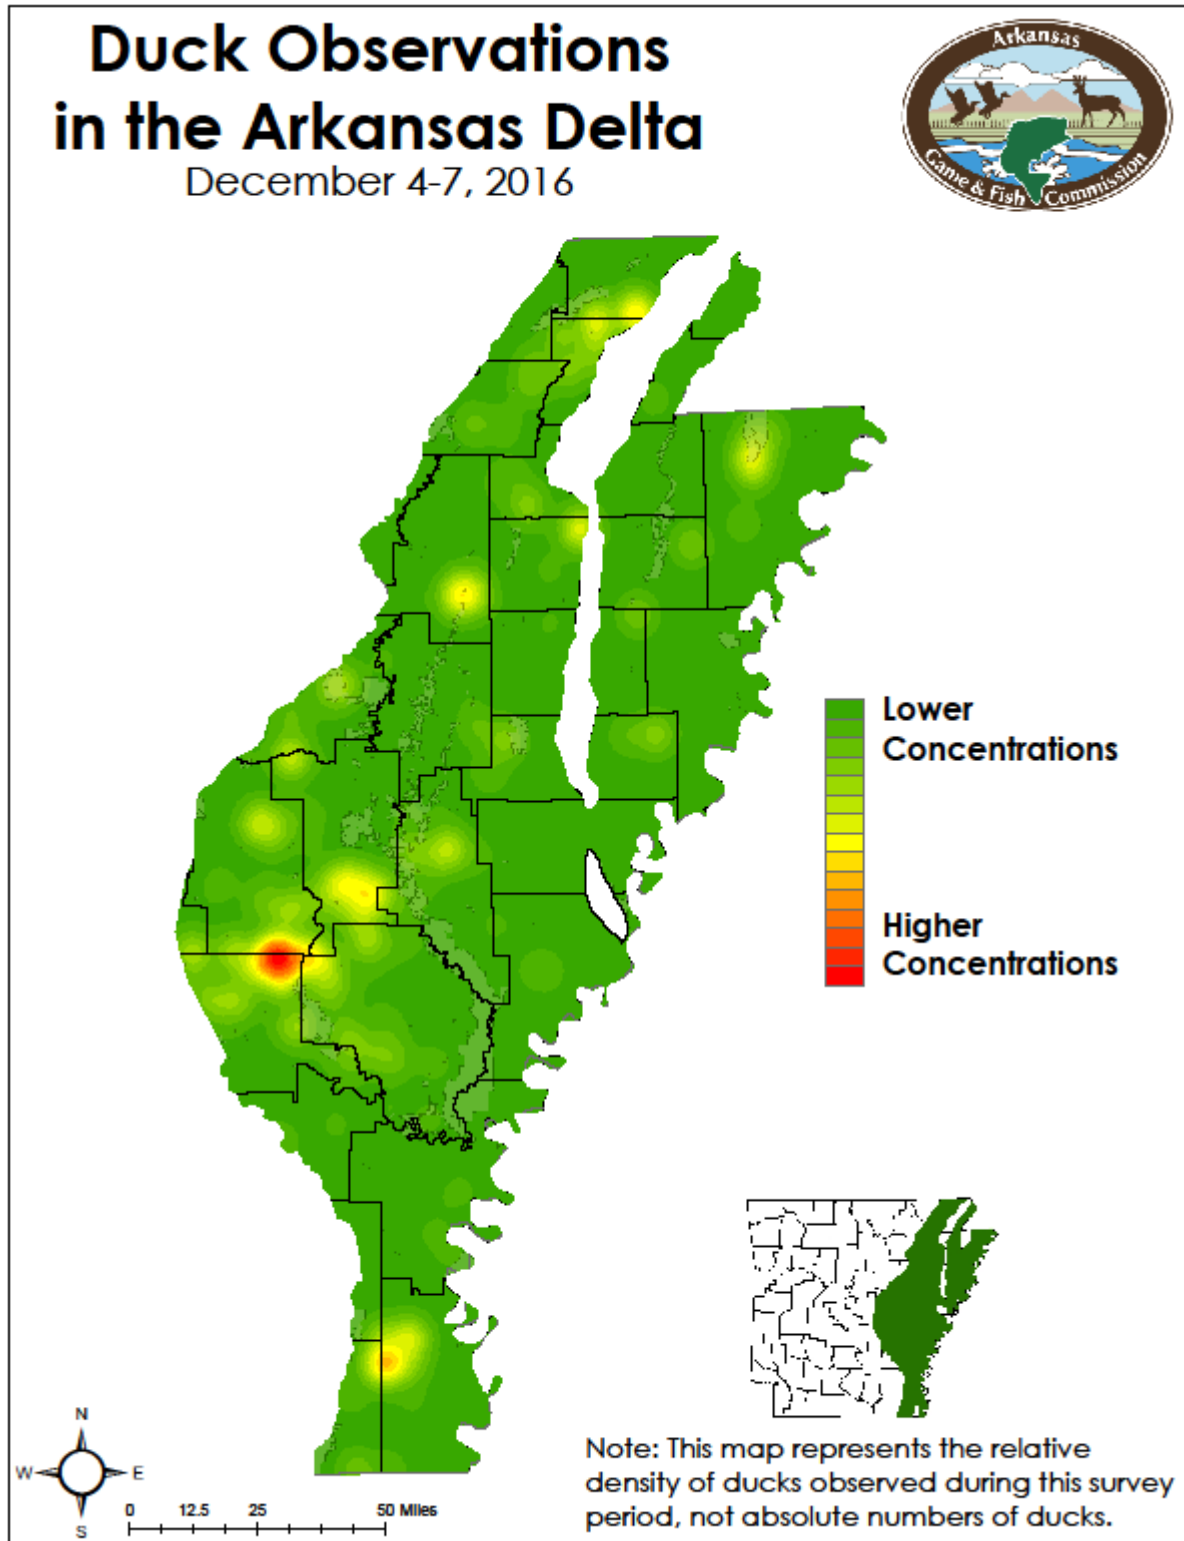 Duck Observations
in the Arkansas Delta
December 4-7, 2016
Arkansas
Game & Fish Commission
Lower
Concentrations
Higher
Concentrations
N
W E
S
0 12.5 25 50 Miles
Note: This map represents the relative
density of ducks observed during this survey
period, not absolute numbers of ducks.